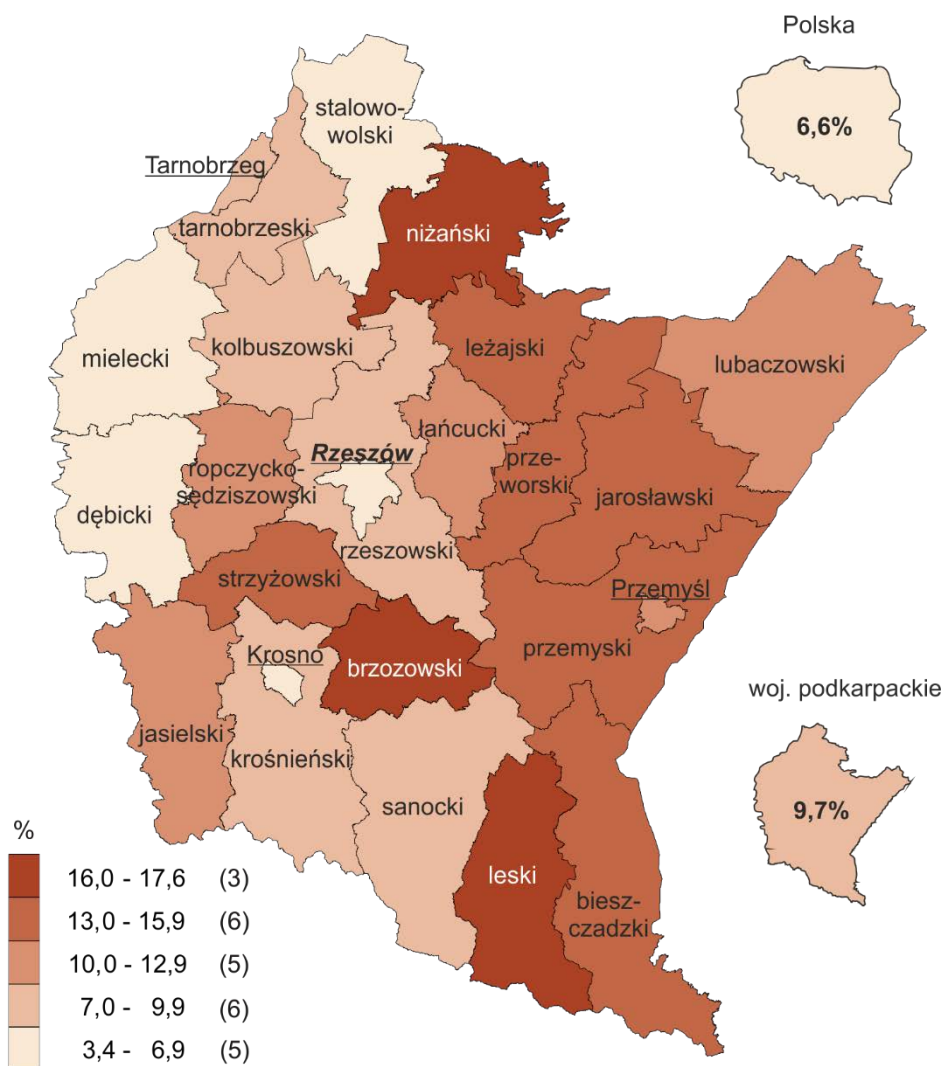 Polska
6,6%
stalowo-
wolski
Tarnobrzeg
tarnobrzeski
niżański
mielecki
kolbuszowski
leżajski
lubaczowski
łańcucki
Rzeszów
ropczycko-
sędziszowski
prze-
worski
jarosławski
dębicki
rzeszowski
strzyżowski
Przemyśl
Krosno
brzozowski
przemyski
woj. podkarpackie
9,7%
jasielski
krośnieński
sanocki
leski
biesz-
czadzki
%
16,0 - 17,6 (3)
13,0 - 15,9 (6)
10,0 - 12,9 (5)
7,0 - 9,9 (6)
3,4 - 6,9 (5)